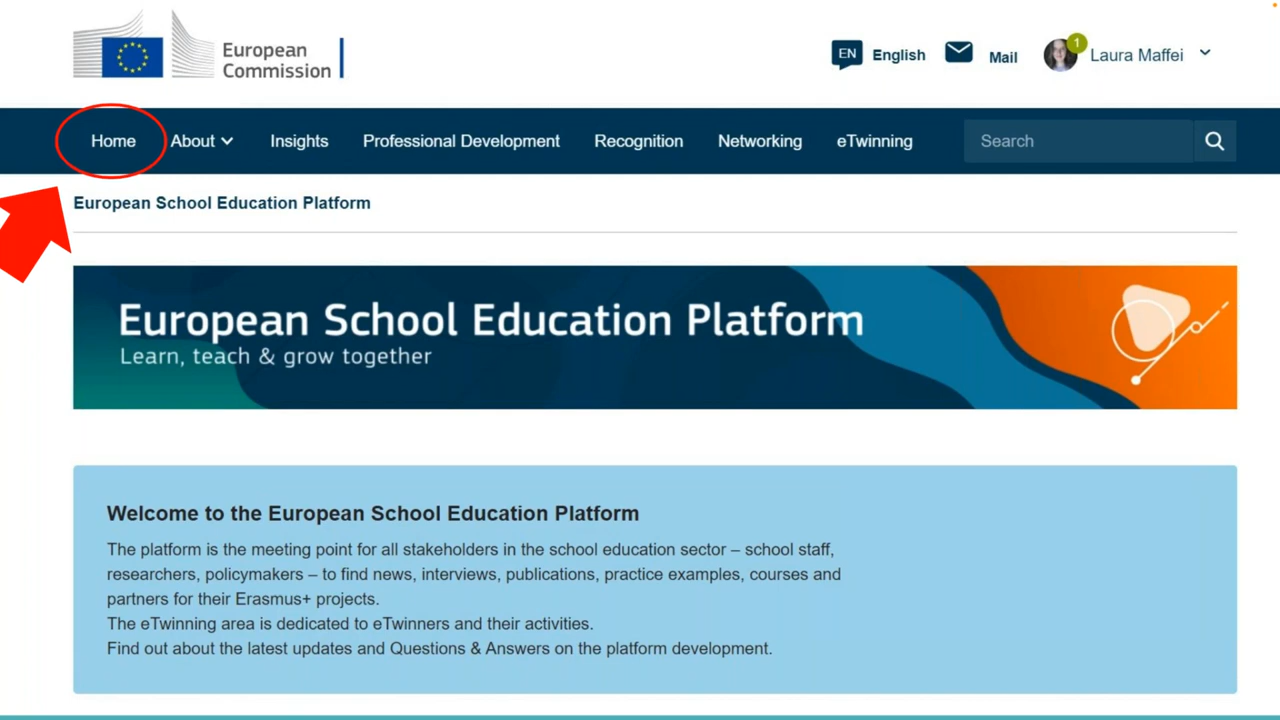 European
Commission
EN English Mail 1 Laura Maffei
Home About Insights Professional Development Recognition Networking eTwinning Search
European School Education Platform
European School Education Platform
Learn, teach & grow together
Welcome to the European School Education Platform
The platform is the meeting point for all stakeholders in the school education sector – school staff,
researchers, policymakers – to find news, interviews, publications, practice examples, courses and
partners for their Erasmus+ projects.
The eTwinning area is dedicated to eTwinners and their activities.
Find out about the latest updates and Questions & Answers on the platform development.